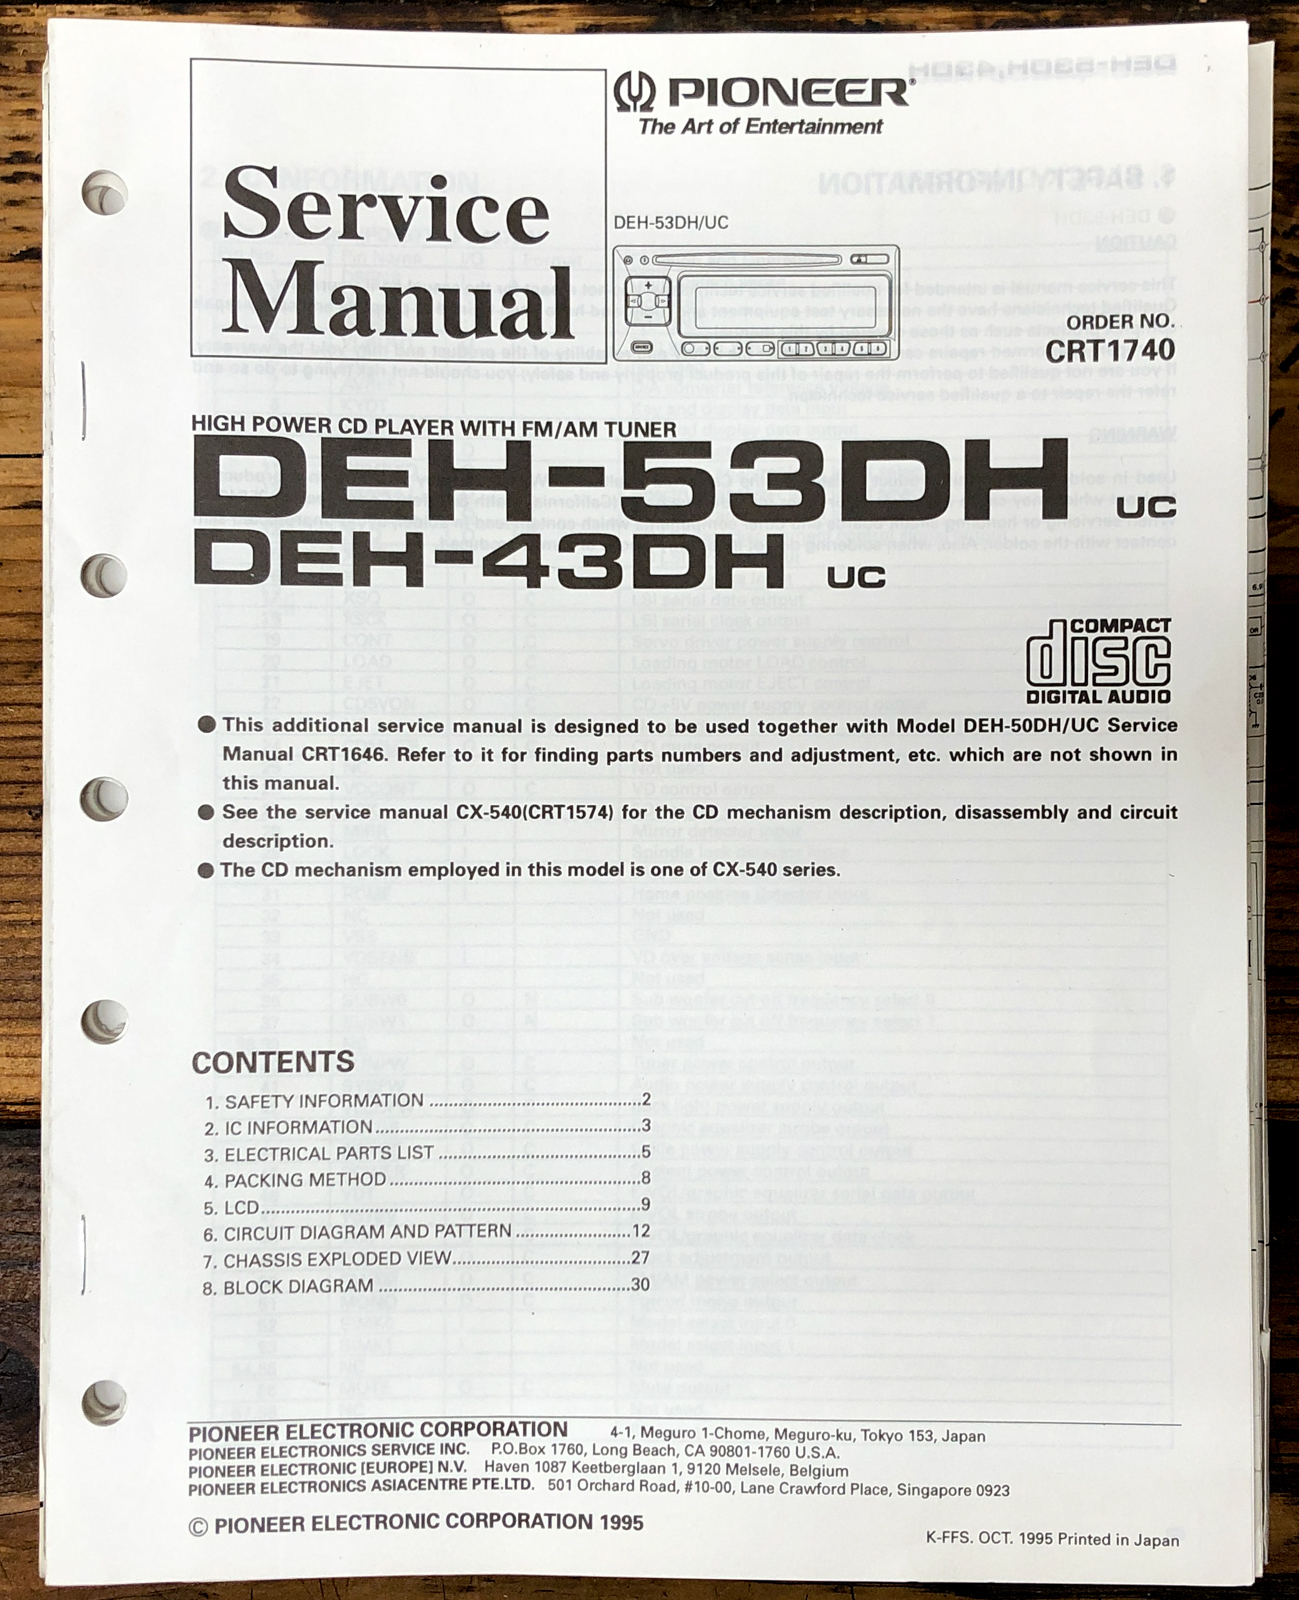 PIONEER®
The Art of Entertainment
Service
Manual
DEH-53DH/UC
ORDER NO.
CRT1740
HIGH POWER CD PLAYER WITH FM/AM TUNER
DEH-53DH UC
DEH-43DH UC
COMPACT
disc
DIGITAL AUDIO
● This additional service manual is designed to be used together with Model DEH-50DH/UC Service
Manual CRT1646. Refer to it for finding parts numbers and adjustment, etc. which are not shown in
this manual.
● See the service manual CX-540(CRT1574) for the CD mechanism description, disassembly and circuit
description.
● The CD mechanism employed in this model is one of CX-540 series.
CONTENTS
1. SAFETY INFORMATION ........................................2
2. IC INFORMATION..................................................3
3. ELECTRICAL PARTS LIST ......................................5
4. PACKING METHOD...............................................8
5. LCD.......................................................................9
6. CIRCUIT DIAGRAM AND PATTERN ......................12
7. CHASSIS EXPLODED VIEW..................................27
8. BLOCK DIAGRAM ................................................30
PIONEER ELECTRONIC CORPORATION 4-1, Meguro 1-Chome, Meguro-ku, Tokyo 153, Japan
PIONEER ELECTRONICS SERVICE INC. P.O.Box 1760, Long Beach, CA 90801-1760 U.S.A.
PIONEER ELECTRONIC [EUROPE] N.V. Haven 1087 Keetberglaan 1, 9120 Melsele, Belgium
PIONEER ELECTRONICS ASIACENTRE PTE.LTD. 501 Orchard Road, #10-00, Lane Crawford Place, Singapore 0923
© PIONEER ELECTRONIC CORPORATION 1995
K-FFS. OCT. 1995 Printed in Japan